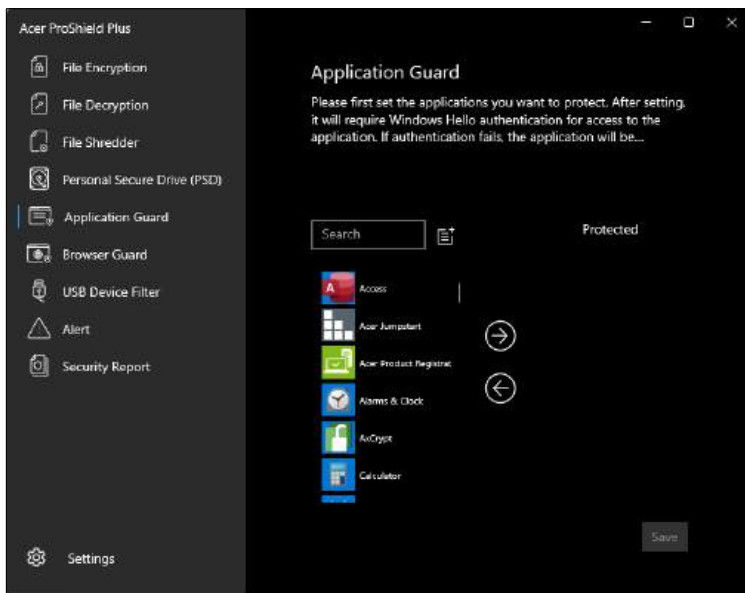 Acer ProShield Plus
File Encryption
File Decryption
File Shredder
Personal Secure Drive (PSD)
Application Guard
Browser Guard
USB Device Filter
Alert
Security Report
Settings
Application Guard
Please first set the applications you want to protect. After setting,
it will require Windows Hello authentication for access to the
application. If authentication fails, the application will be...
Search
Protected
A
Access
Acer Jumpstart
Acer Product Registrat
Alarms & Clock
AxCrypt
Calculator
Save